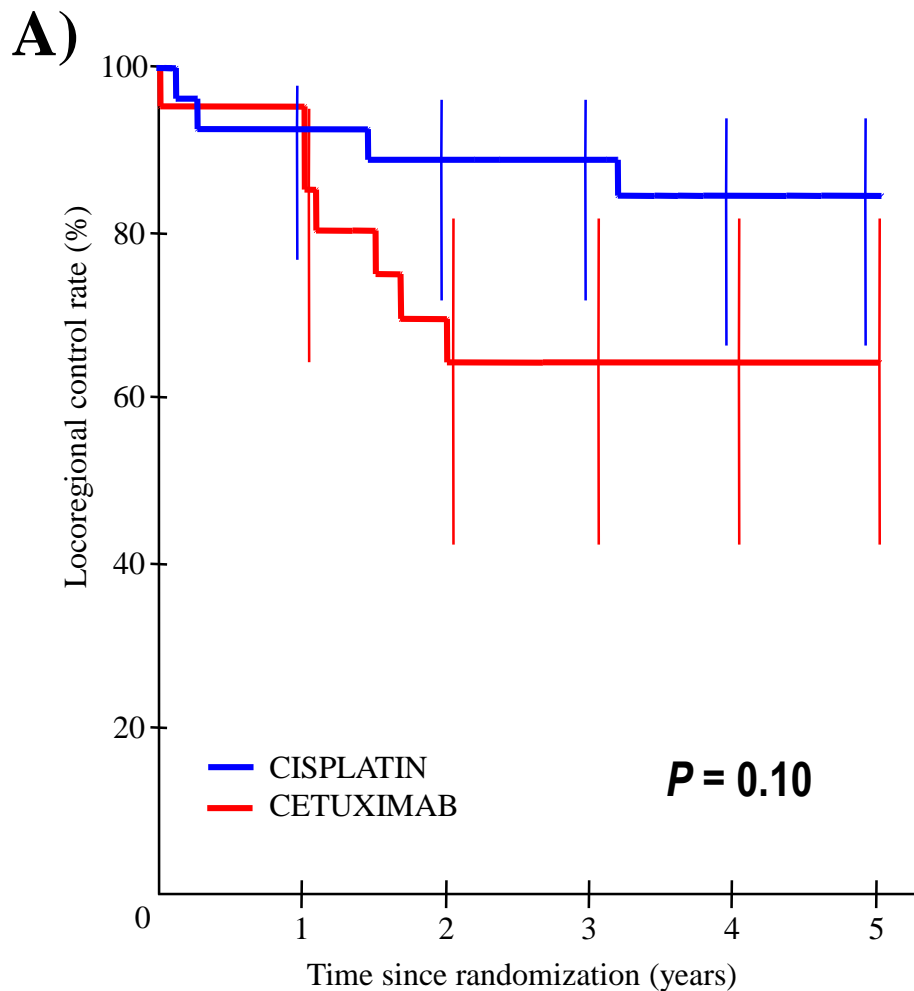 A)
100
80
60
40
20
0
Locoregional control rate (%)
CISPLATIN
CETUXIMAB
P = 0.10
1 2 3 4 5
Time since randomization (years)